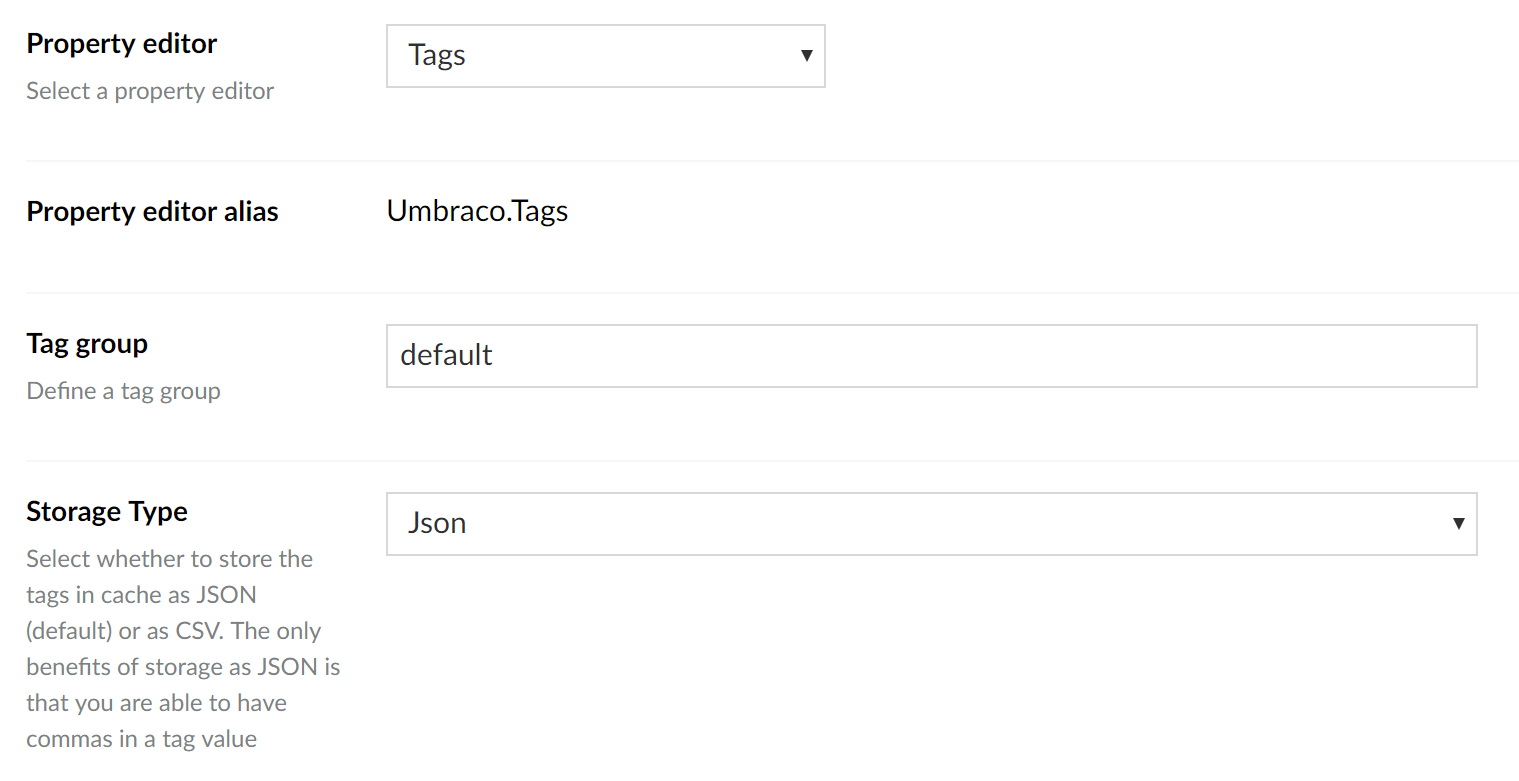 Property editor
Tags
Select a property editor
Property editor alias
Umbraco.Tags
Tag group
default
Define a tag group
Storage Type
Json
Select whether to store the
tags in cache as JSON
(default) or as CSV. The only
benefits of storage as JSON is
that you are able to have
commas in a tag value